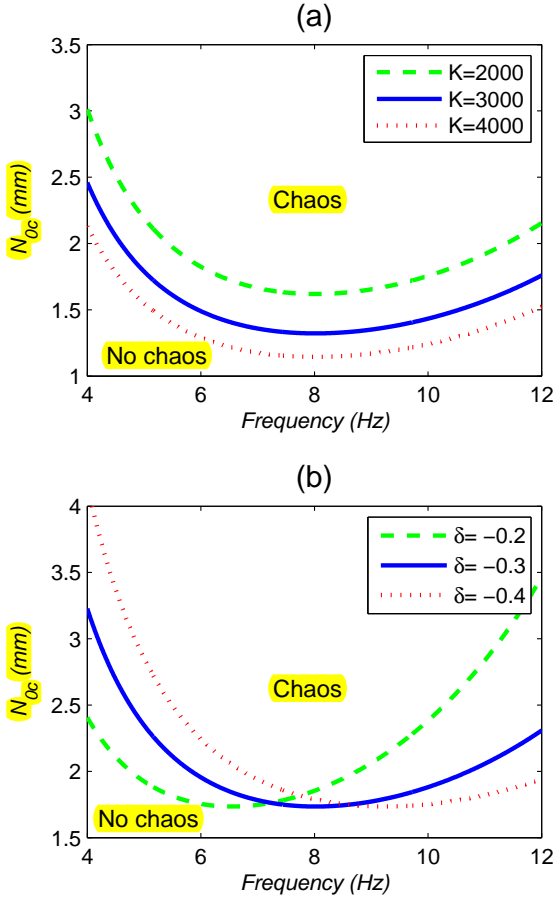 (a)
3.5
3
2.5
2
1.5
1
N0c (mm)
K=2000
K=3000
K=4000
Chaos
No chaos
4 6 8 10 12
Frequency (Hz)
(b)
4
3.5
3
2.5
2
1.5
N0c (mm)
δ= −0.2
δ= −0.3
δ= −0.4
Chaos
No chaos
4 6 8 10 12
Frequency (Hz)